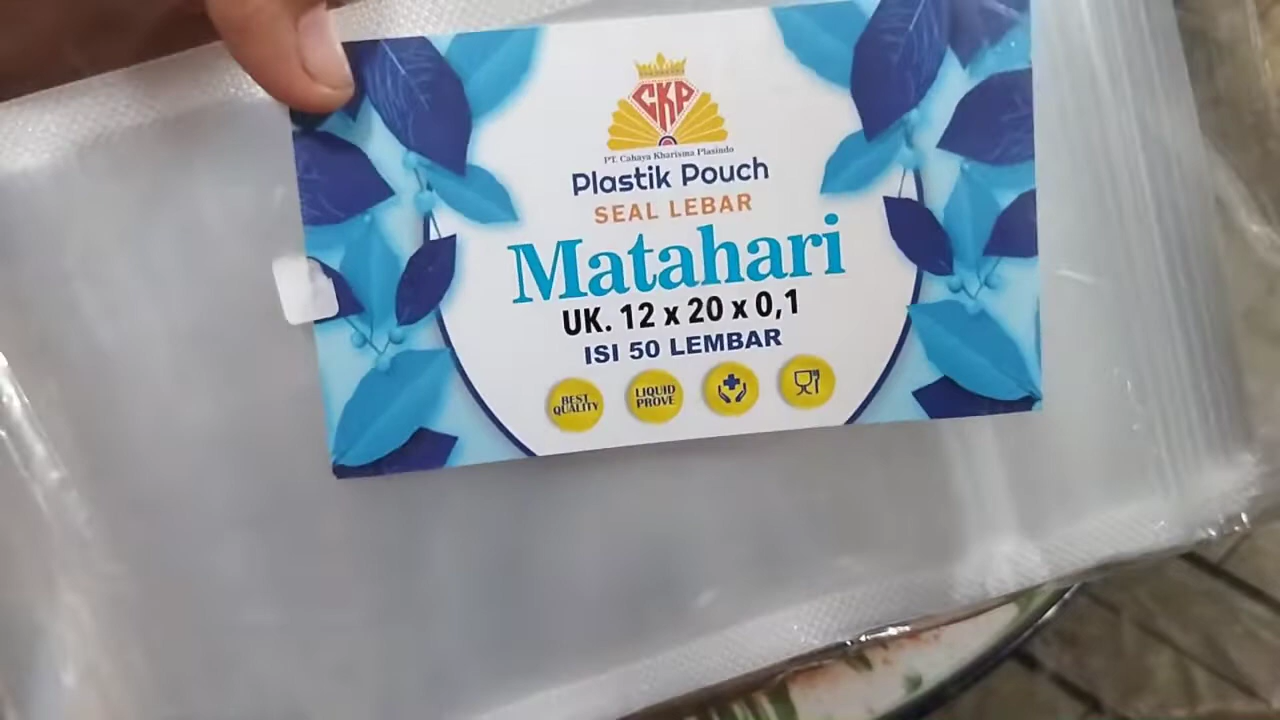 CKP
PT. Cahaya Kharisma Plasindo
Plastik Pouch
SEAL LEBAR
Matahari
UK. 12 x 20 x 0,1
ISI 50 LEMBAR
BEST
QUALITY
LIQUID
PROVE